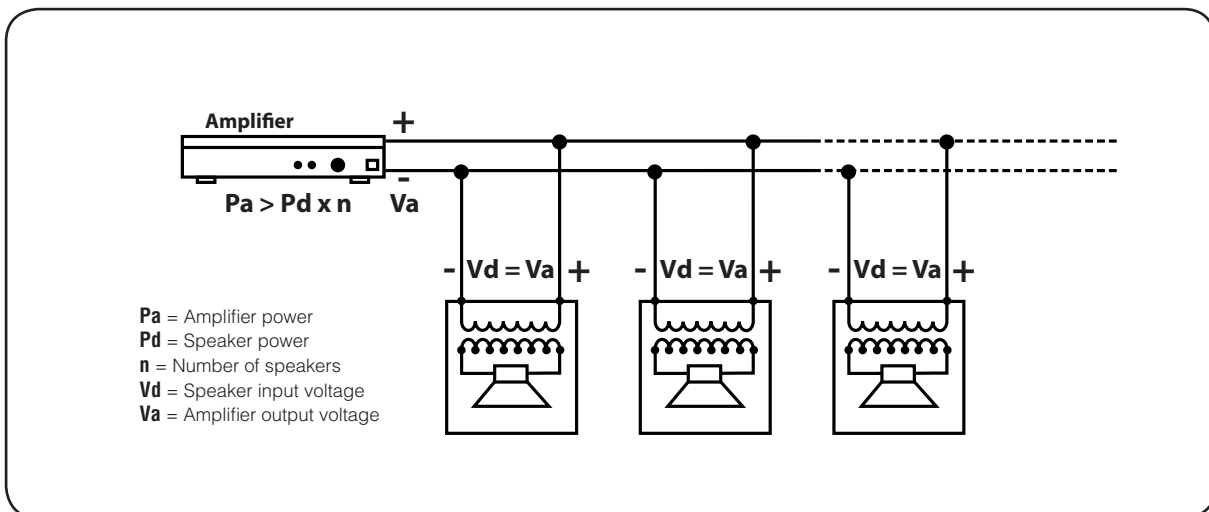 Amplifier
+
-
Pa > Pd x n
Va
- Vd = Va +
- Vd = Va +
- Vd = Va +
Pa = Amplifier power
Pd = Speaker power
n = Number of speakers
Vd = Speaker input voltage
Va = Amplifier output voltage